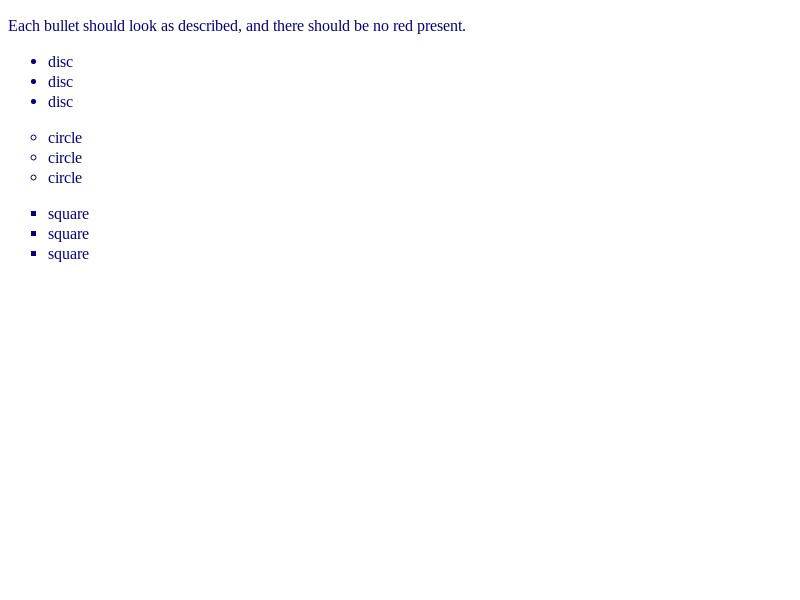 Each bullet should look as described, and there should be no red present.
disc
disc
disc
circle
circle
circle
square
square
square